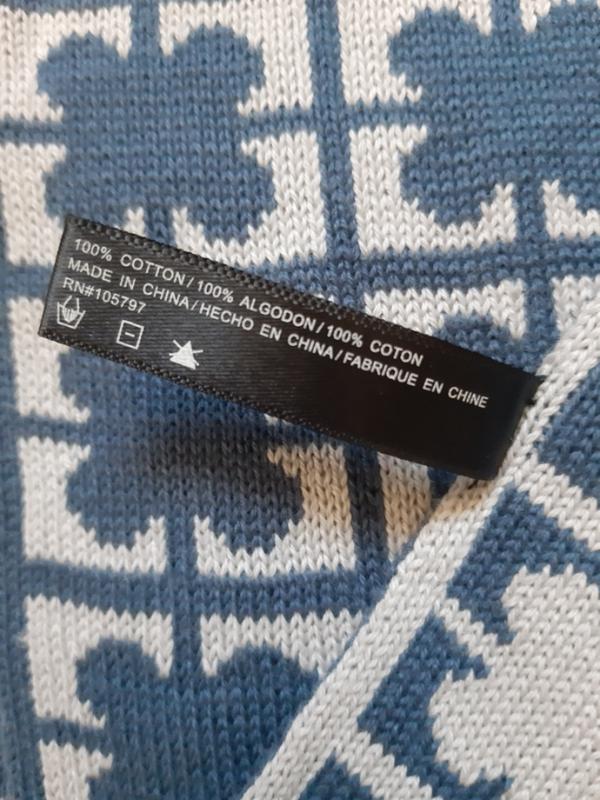 100% COTTON/100% ALGODON/100% COTON
MADE IN CHINA/HECHO EN CHINA/FABRIQUE EN CHINE
RN#105797